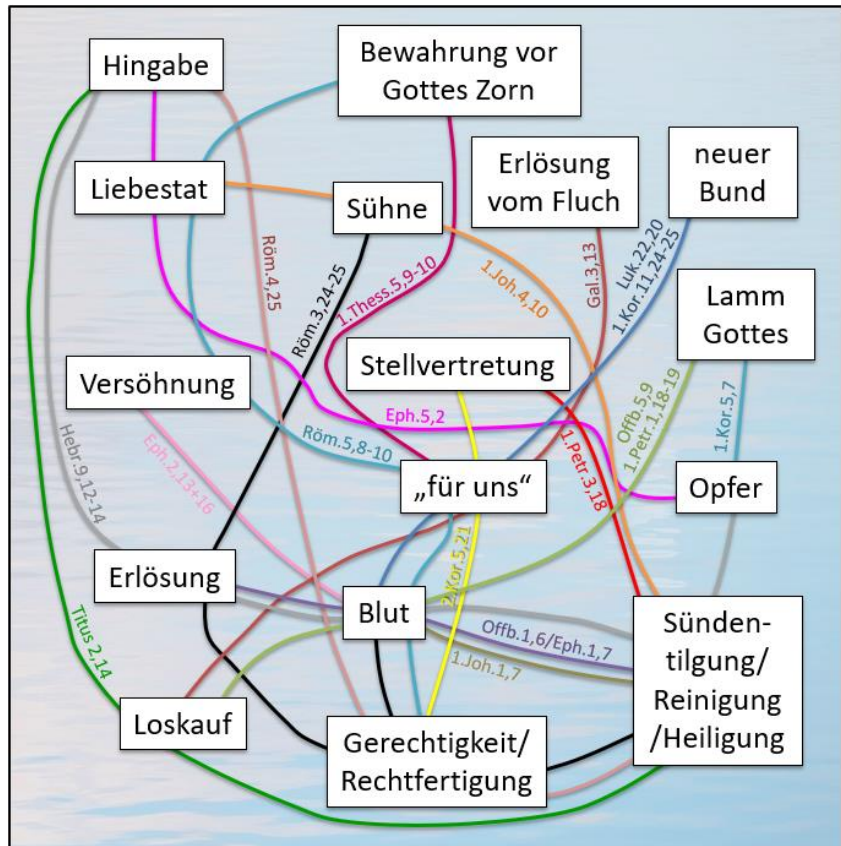 Hingabe
Bewahrung vor
Gottes Zorn
Liebestat
Sühne
Erlösung
vom Fluch
neuer
Bund
Röm.4,25
Röm.3,24-25
1.Thess.5,9-10
1.Joh.4,10
Gal.3,13
Luk.22,20
1.Kor.11,24-25
Lamm
Gottes
Versöhnung
Stellvertretung
Eph.5,2
Offb.5,9
1.Petr.1,18-19
1.Kor.5,7
Hebr.9,12-14
Eph.2,13+16
Röm.5,8-10
„für uns“
1.Petr.3,18
Opfer
Erlösung
2.Kor.5,21
Blut
Offb.1,6/Eph.1,7
1.Joh.1,7
Sünden-
tilgung/
Reinigung
/Heiligung
Titus 2,14
Loskauf
Gerechtigkeit/
Rechtfertigung